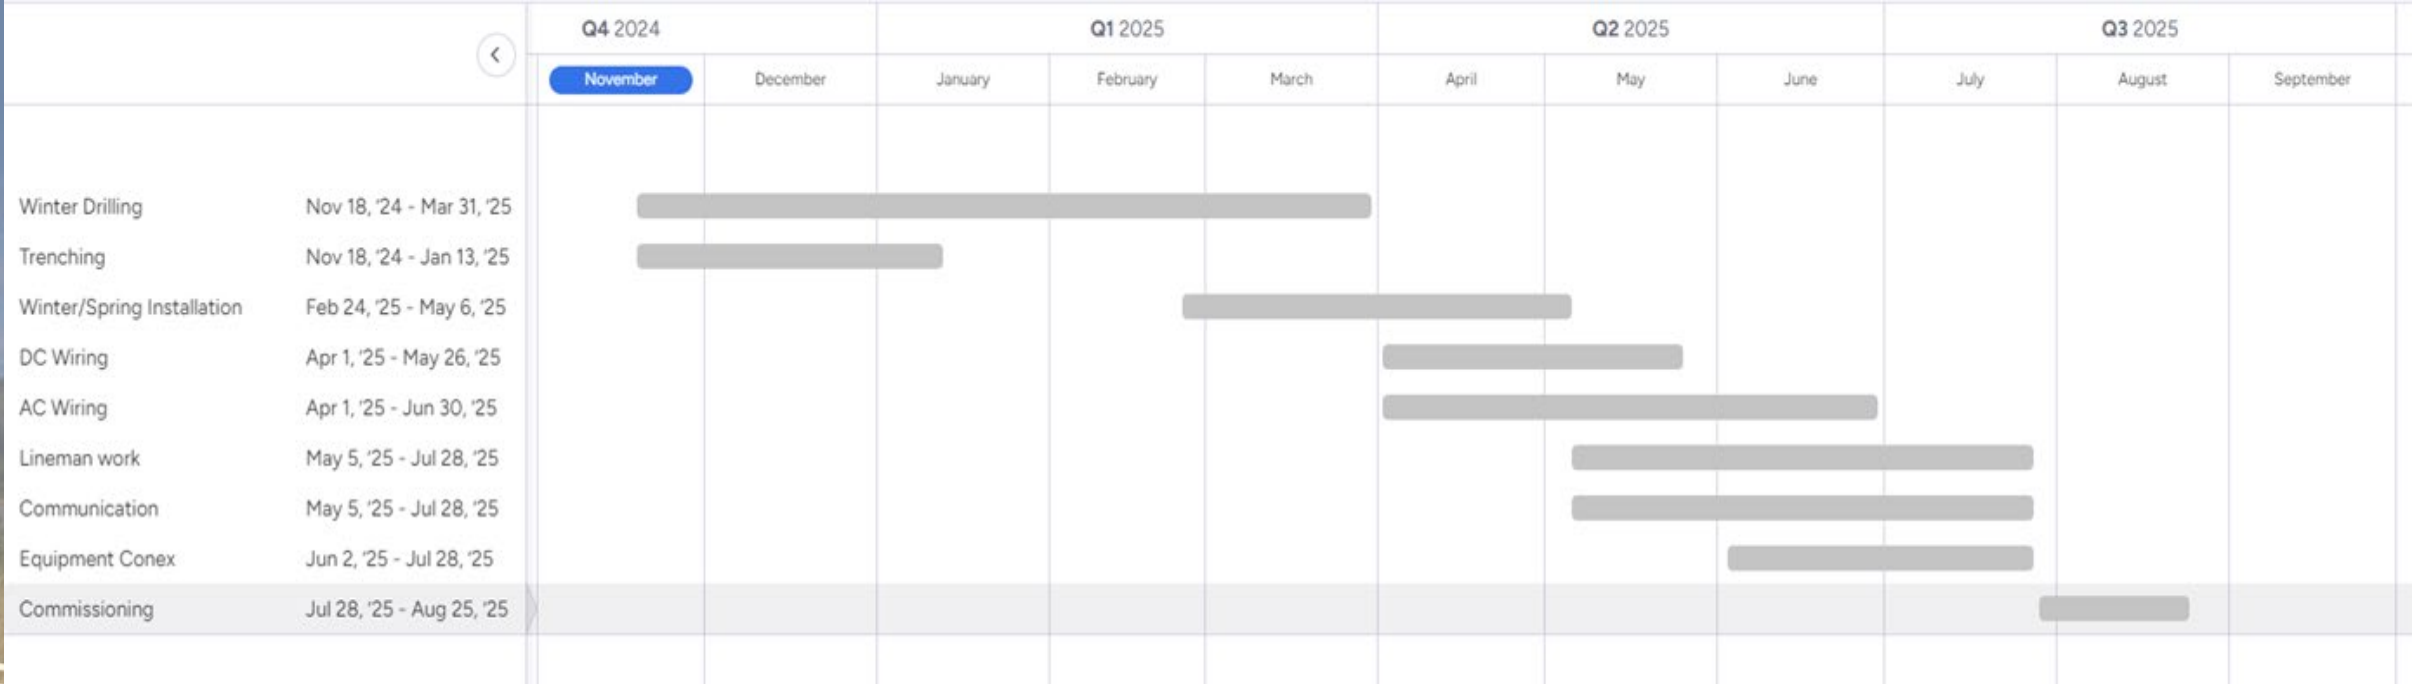 Q4 2024 Q1 2025 Q2 2025 Q3 2025
November December January February March April May June July August September
Winter Drilling Nov 18, '24 - Mar 31, '25
Trenching Nov 18, '24 - Jan 13, '25
Winter/Spring Installation Feb 24, '25 - May 6, '25
DC Wiring Apr 1, '25 - May 26, '25
AC Wiring Apr 1, '25 - Jun 30, '25
Lineman work May 5, '25 - Jul 28, '25
Communication May 5, '25 - Jul 28, '25
Equipment Conex Jun 2, '25 - Jul 28, '25
Commissioning Jul 28, '25 - Aug 25, '25